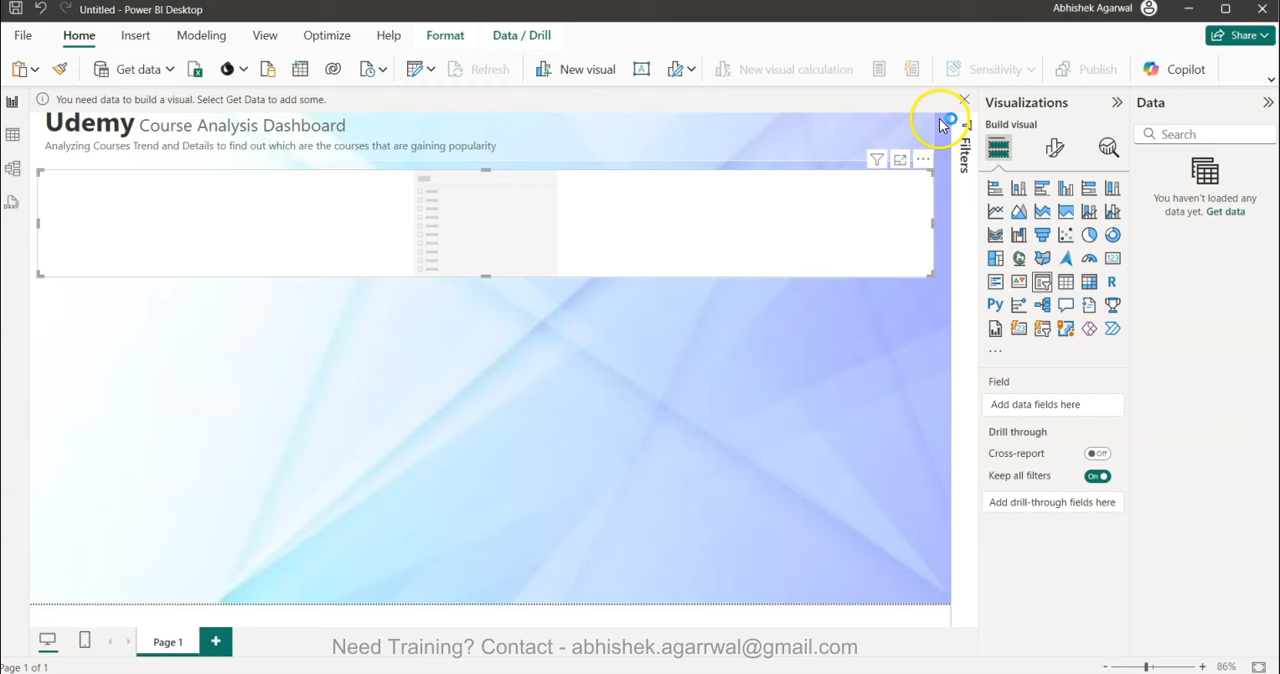 Untitled - Power BI Desktop
Abhishek Agarwal
File Home Insert Modeling View Optimize Help Format Data / Drill
Share
Get data
Refresh
New visual
New visual calculation
Sensitivity
Publish
Copilot
You need data to build a visual. Select Get Data to add some.
Udemy Course Analysis Dashboard
Analyzing Courses Trend and Details to find out which are the courses that are gaining popularity
Filters
Visualizations
Build visual
123
R
Py
...
Field
Add data fields here
Drill through
Cross-report
Off
Keep all filters
On
Add drill-through fields here
Data
Search
You haven't loaded any
data yet. Get data
Page 1
Need Training? Contact - abhishek.agarrwal@gmail.com
Page 1 of 1
86%